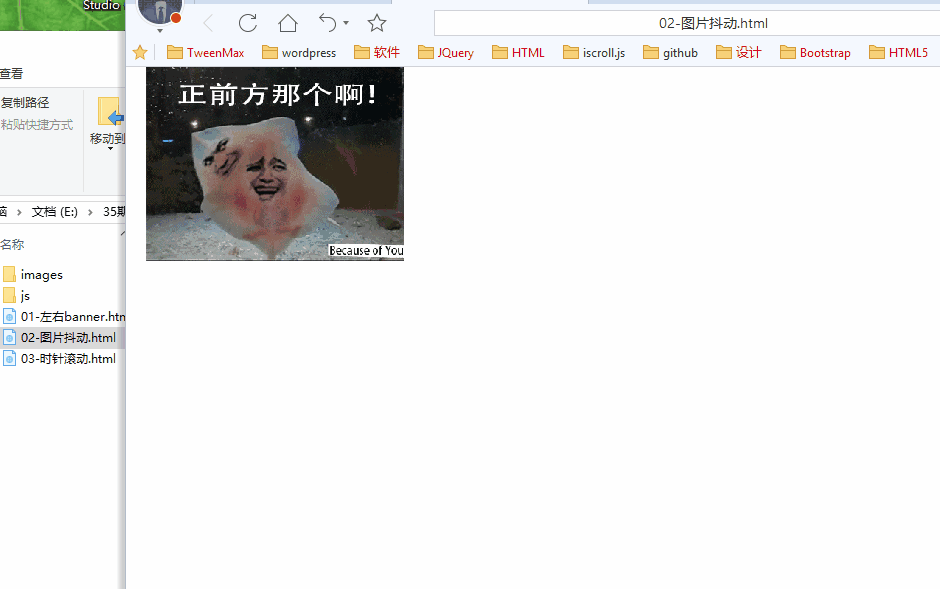 Studio
02-图片抖动.html
TweenMax
wordpress
软件
JQuery
HTML
iscroll.js
github
设计
Bootstrap
HTML5
查看
复制路径
粘贴快捷方式
移动到
正前方那个啊!
Because of You
文档 (E:)
35期
名称
images
js
01-左右banner.htm
02-图片抖动.html
03-时针滚动.html